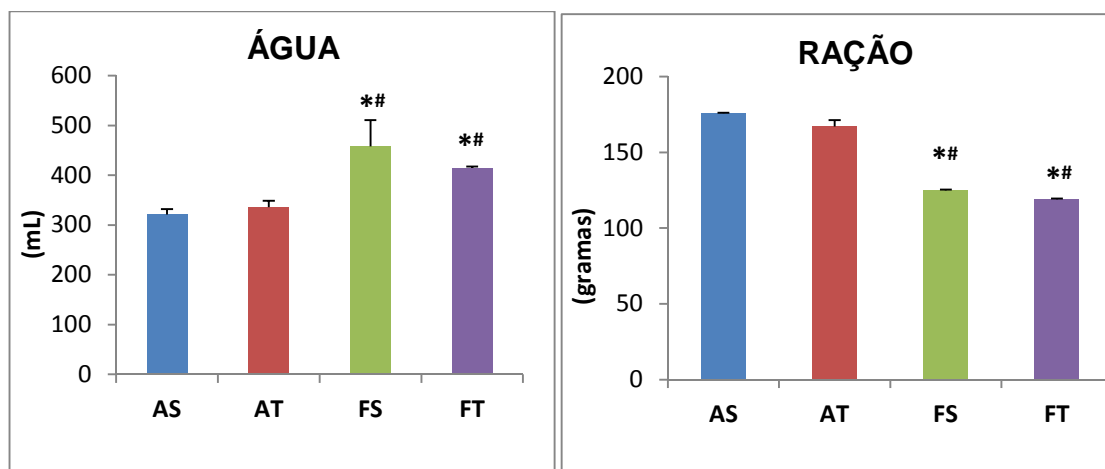 ÁGUA
600
500
400
300
200
100
0
(mL)
*#
*#
AS AT FS FT
RAÇÃO
200
150
100
50
0
(gramas)
*#
*#
AS AT FS FT